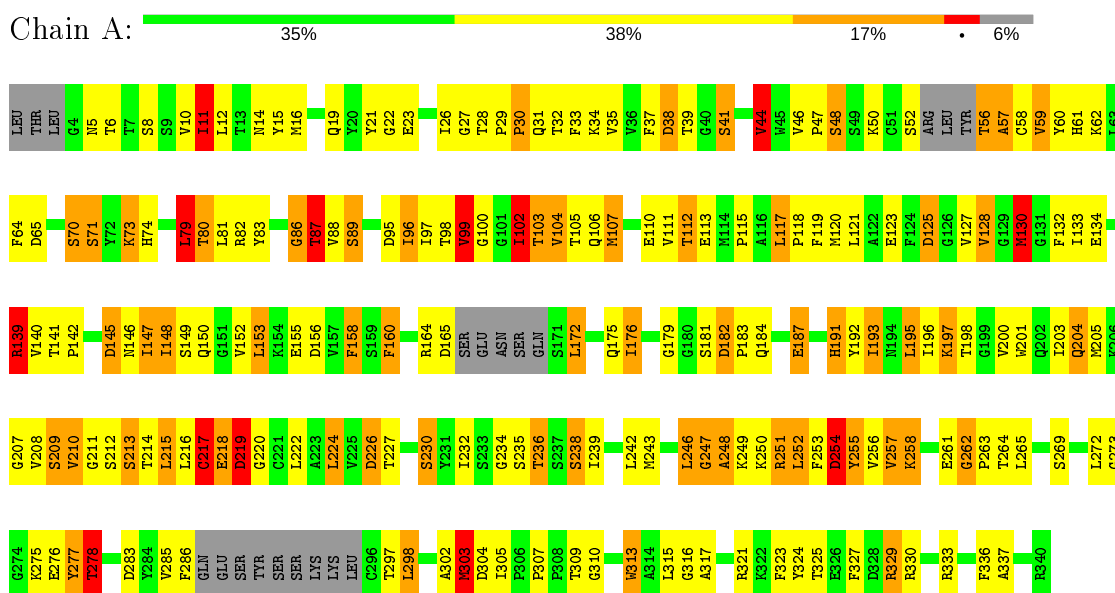 Chain A:
35% 38% 17% • 6%
LEU THR LEU G4 N5 T6 T7 S8 S9 V10 I11 L12 T13 N14 Y15 M16 Q19 Y20 Y21 G22 E23 I26 G27 T28 P29 P30 Q31 T32 F33 K34 V35 V36 F37 D38 T39 G40 S41 V44 W45 V46 P47 S48 S49 K50 C51 S52 ARG LEU TYR T56 A57 C58 V59 Y60 H61 K62 L63
F64 D65 S70 S71 Y72 K73 H74 L79 T80 L81 R82 Y83 G86 T87 V88 S89 D95 I96 I97 T98 V99 G100 G101 I102 T103 V104 T105 Q106 M107 E110 V111 T112 E113 M114 P115 A116 L117 P118 F119 M120 L121 A122 E123 F124 D125 G126 V127 V128 G129 M130 G131 F132 I133 E134
R139 V140 T141 P142 D145 N146 I147 I148 S149 Q150 G151 V152 L153 K154 E155 D156 V157 F158 S159 F160 R164 D165 SER GLU ASN SER GLN S171 L172 Q175 I176 G179 G180 S181 D182 P183 Q184 E187 H191 Y192 I193 N194 L195 I196 K197 T198 G199 V200 W201 Q202 I203 Q204 M205 K206
G207 V208 S209 V210 G211 S212 S213 T214 L215 L216 C217 E218 D219 G220 C221 L222 A223 L224 V225 D226 T227 S230 Y231 I232 S233 G234 S235 T236 S237 S238 I239 L242 M243 L246 G247 A248 K249 K250 R251 L252 F253 D254 Y255 V256 V257 K258 E261 G262 P263 T264 L265 S269 L272 G273
G274 K275 E276 Y277 T278 D283 Y284 V285 F286 GLN GLU SER TYR SER SER LYS LYS LEU C296 T297 L298 A302 M303 D304 I305 P306 P307 P308 T309 G310 W313 A314 L315 G316 A317 R321 K322 F323 Y324 T325 E326 F327 D328 R329 R330 R333 F336 A337 R340